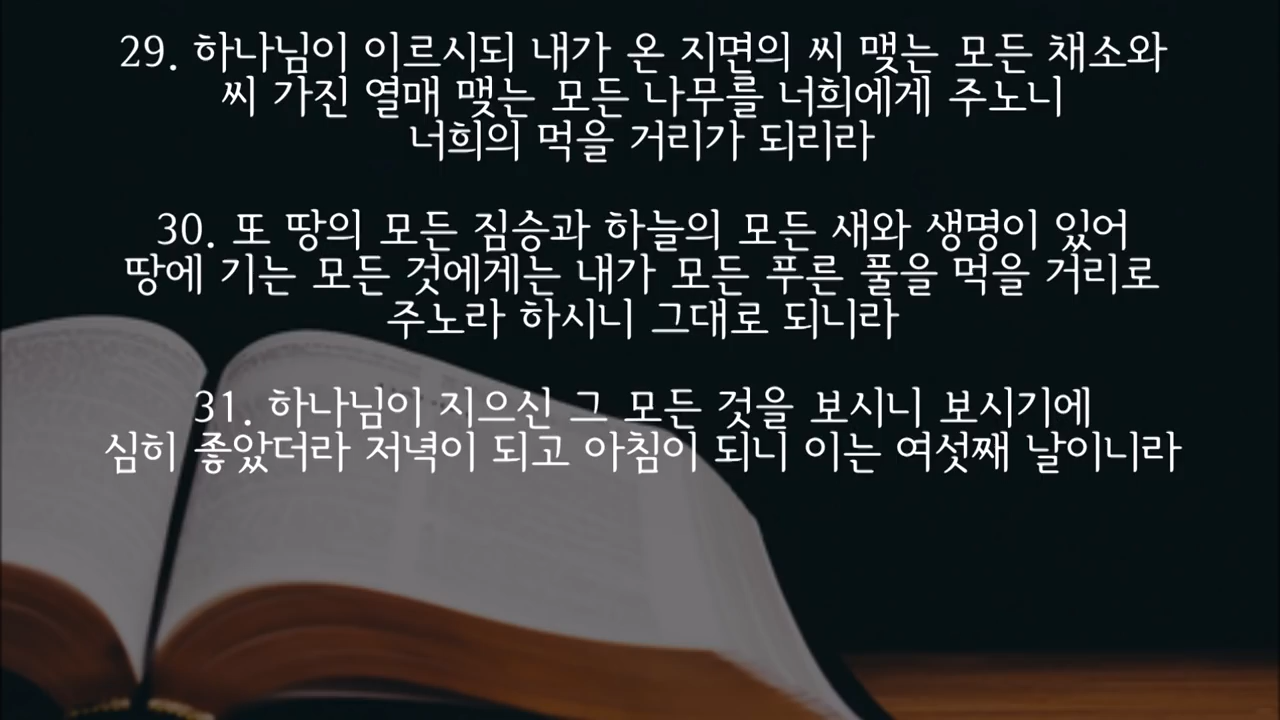 29. 하나님이 이르시되 내가 온 지면의 씨 맺는 모든 채소와
씨 가진 열매 맺는 모든 나무를 너희에게 주노니
너희의 먹을 거리가 되리라
30. 또 땅의 모든 짐승과 하늘의 모든 새와 생명이 있어
땅에 기는 모든 것에게는 내가 모든 푸른 풀을 먹을 거리로
주노라 하시니 그대로 되니라
31. 하나님이 지으신 그 모든 것을 보시니 보시기에
심히 좋았더라 저녁이 되고 아침이 되니 이는 여섯째 날이니라